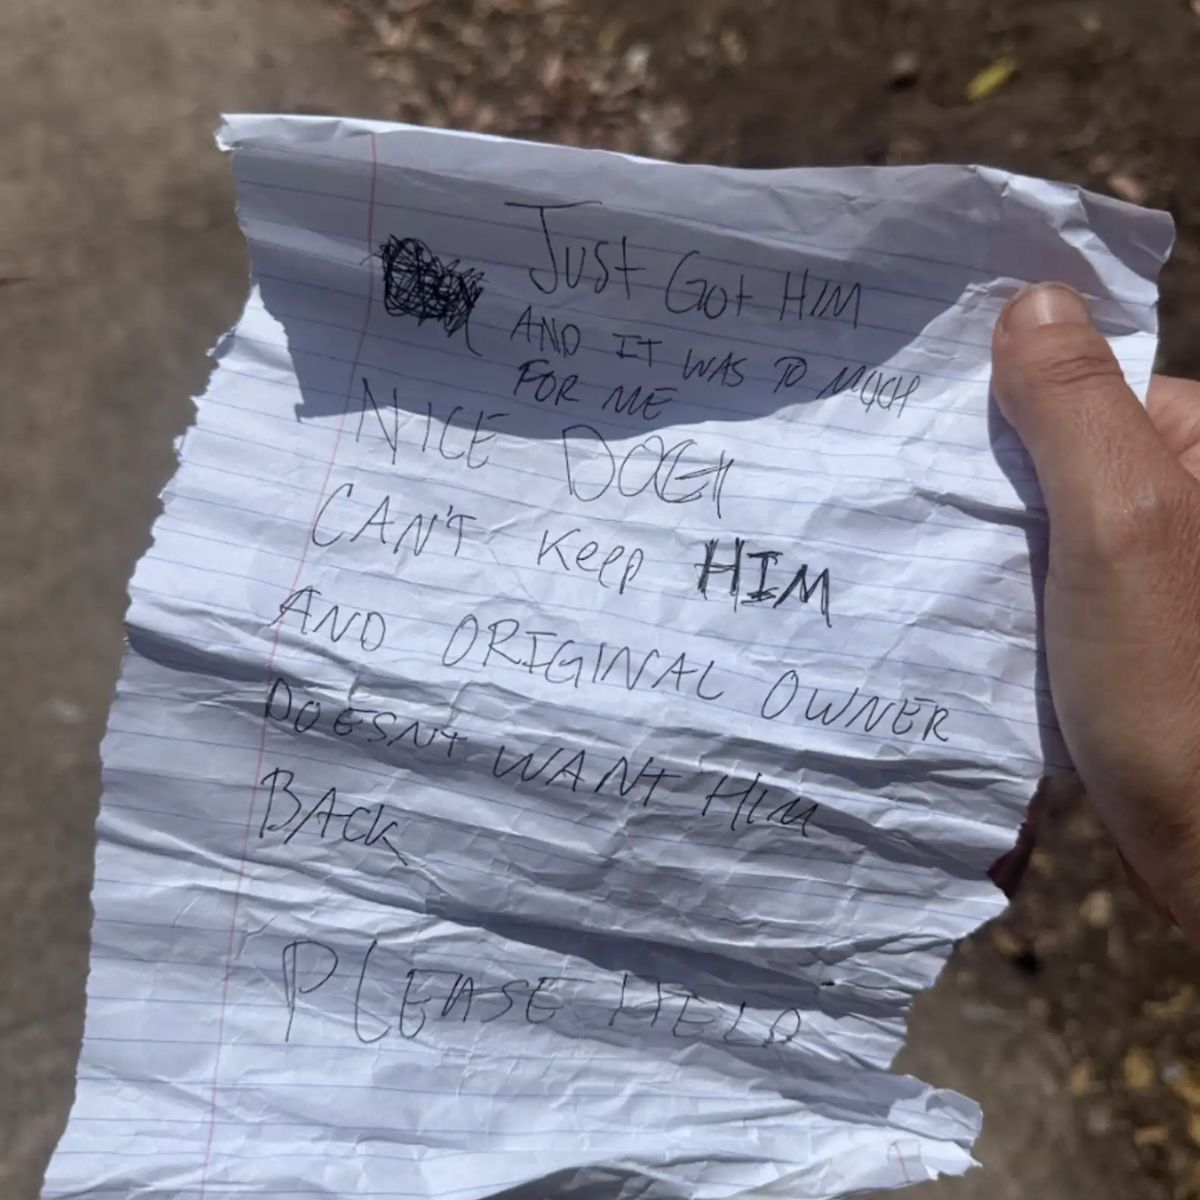 Just Got HIM
AND IT WAS TO MUCH
FOR ME
NICE DOG
CAN'T Keep HIM
AND ORIGINAL OWNER
DOESNT WANT HIM
BACK
PLEASE HELP